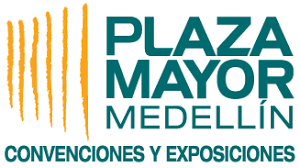 PLAZA
MAYOR
MEDELLÍN
CONVENCIONES Y EXPOSICIONES